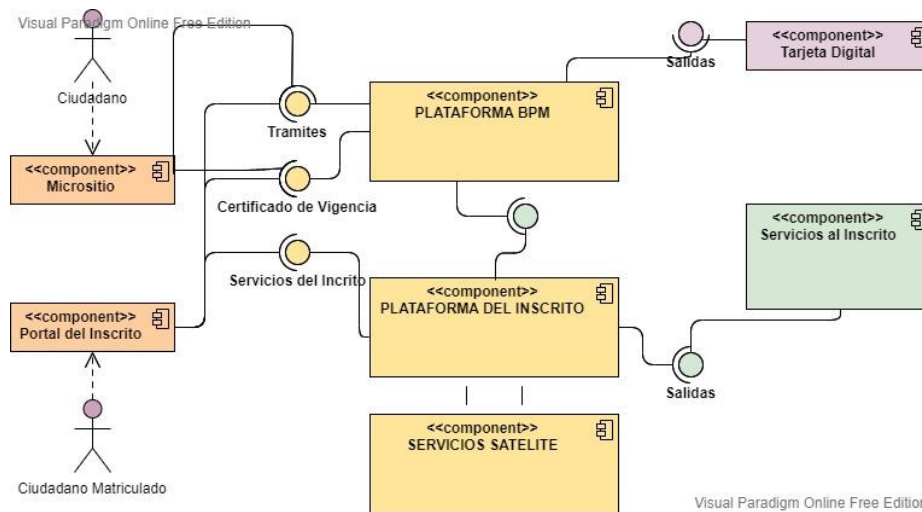 Visual Paradigm Online Free Edition
Ciudadano
<<component>>
Micrositio
<<component>>
Portal del Inscrito
Ciudadano Matriculado
Tramites
Certificado de Vigencia
Servicios del Incrito
<<component>>
PLATAFORMA BPM
<<component>>
PLATAFORMA DEL INSCRITO
<<component>>
SERVICIOS SATELITE
Salidas
<<component>>
Tarjeta Digital
<<component>>
Servicios al Inscrito
Salidas
Visual Paradigm Online Free Edition